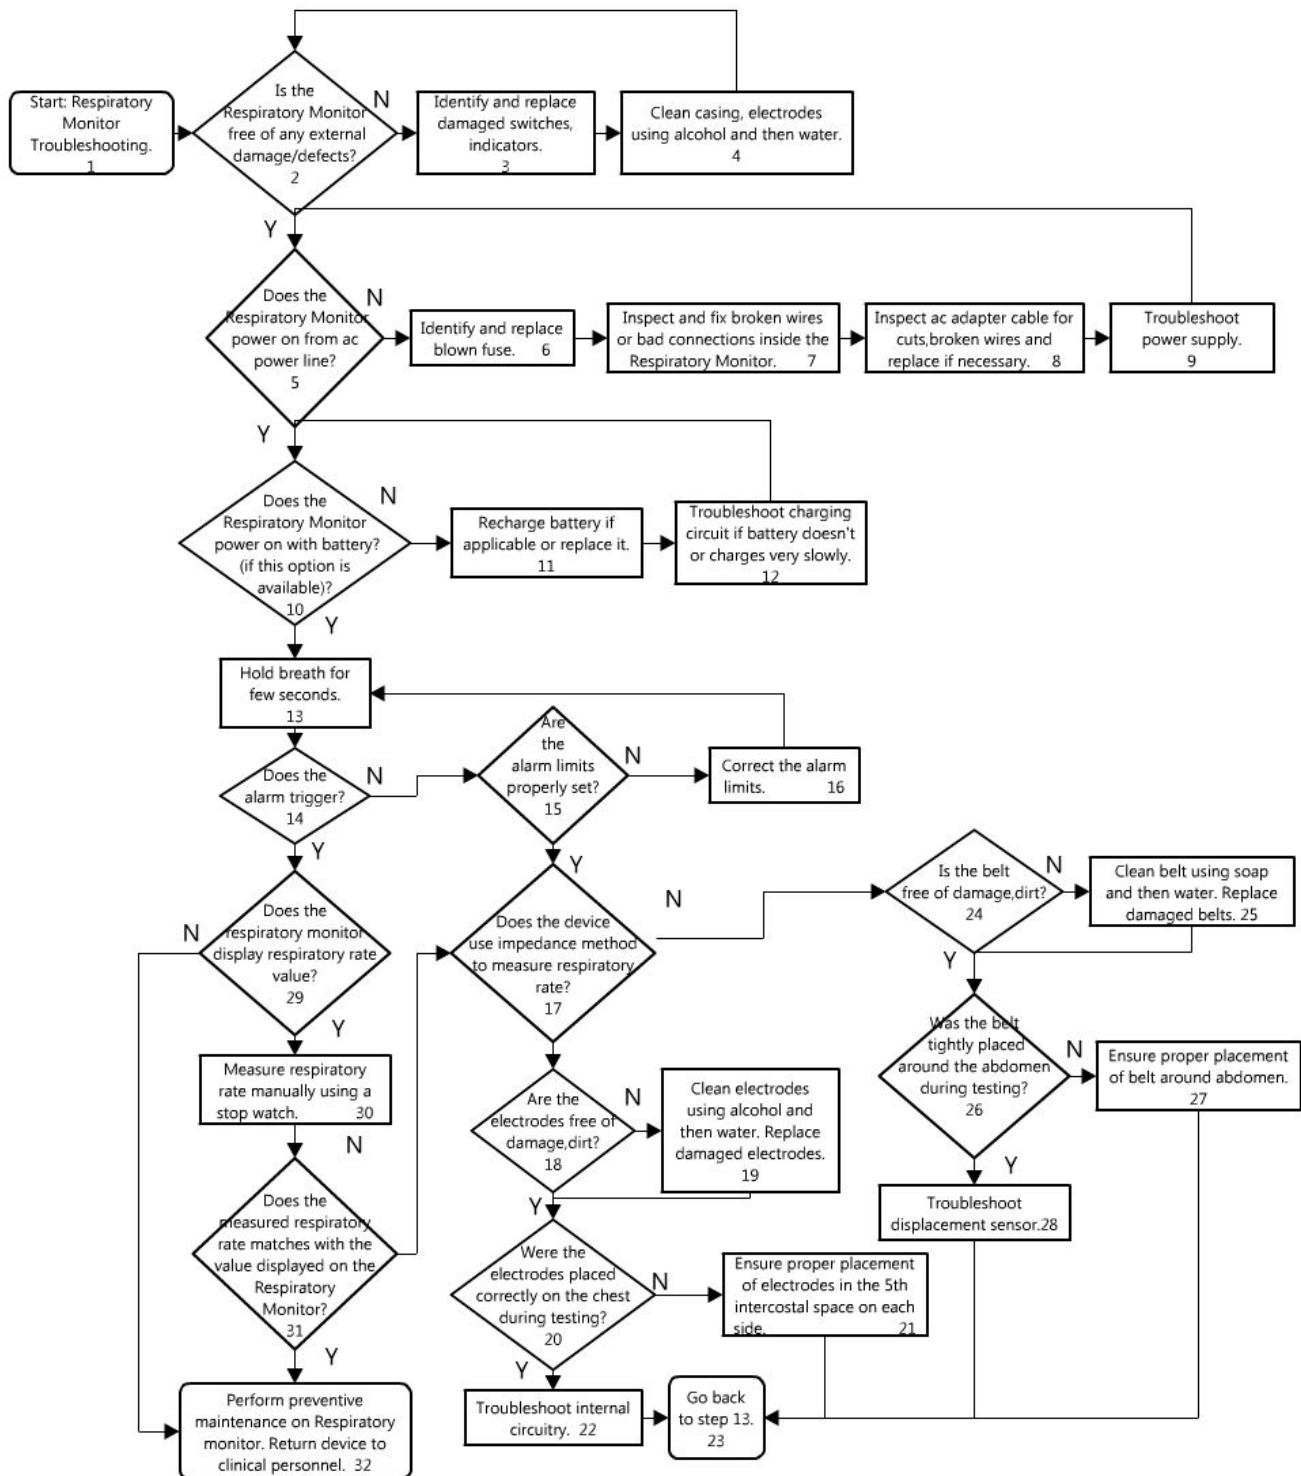 Start: Respiratory
Monitor
Troubleshooting.
1
Is the
Respiratory Monitor
free of any external
damage/defects?
2
N
Y
Identify and replace
damaged switches,
indicators.
3
Clean casing, electrodes
using alcohol and then water.
4
Does the
Respiratory Monitor
power on from ac
power line?
5
N
Y
Identify and replace
blown fuse. 6
Inspect and fix broken wires
or bad connections inside the
Respiratory Monitor. 7
Inspect ac adapter cable for
cuts,broken wires and
replace if necessary. 8
Troubleshoot
power supply.
9
Does the
Respiratory Monitor
power on with battery?
(if this option is
available)?
10
N
Y
Recharge battery if
applicable or replace it.
11
Troubleshoot charging
circuit if battery doesn't
or charges very slowly.
12
Hold breath for
few seconds.
13
Does the
alarm trigger?
14
N
Y
Are
the
alarm limits
properly set?
15
N
Y
Correct the alarm
limits. 16
Does the device
use impedance method
to measure respiratory
rate?
17
N
Are the
electrodes free of
damage,dirt?
18
N
Y
Clean electrodes
using alcohol and
then water. Replace
damaged electrodes.
19
Were the
electrodes placed
correctly on the chest
during testing?
20
N
Y
Ensure proper placement
of electrodes in the 5th
intercostal space on each
side. 21
Troubleshoot internal
circuitry. 22
Go back
to step 13.
23
Is the belt
free of damage,dirt?
24
N
Y
Clean belt using soap
and then water. Replace
damaged belts. 25
Was the belt
tightly placed
around the abdomen
during testing?
26
N
Y
Ensure proper placement
of belt around abdomen.
27
Troubleshoot
displacement sensor.28
Does the
respiratory monitor
display respiratory rate
value?
29
N
Y
Measure respiratory
rate manually using a
stop watch. 30
Does the
measured respiratory
rate matches with the
value displayed on the
Respiratory
Monitor?
31
N
Y
Perform preventive
maintenance on Respiratory
monitor. Return device to
clinical personnel. 32